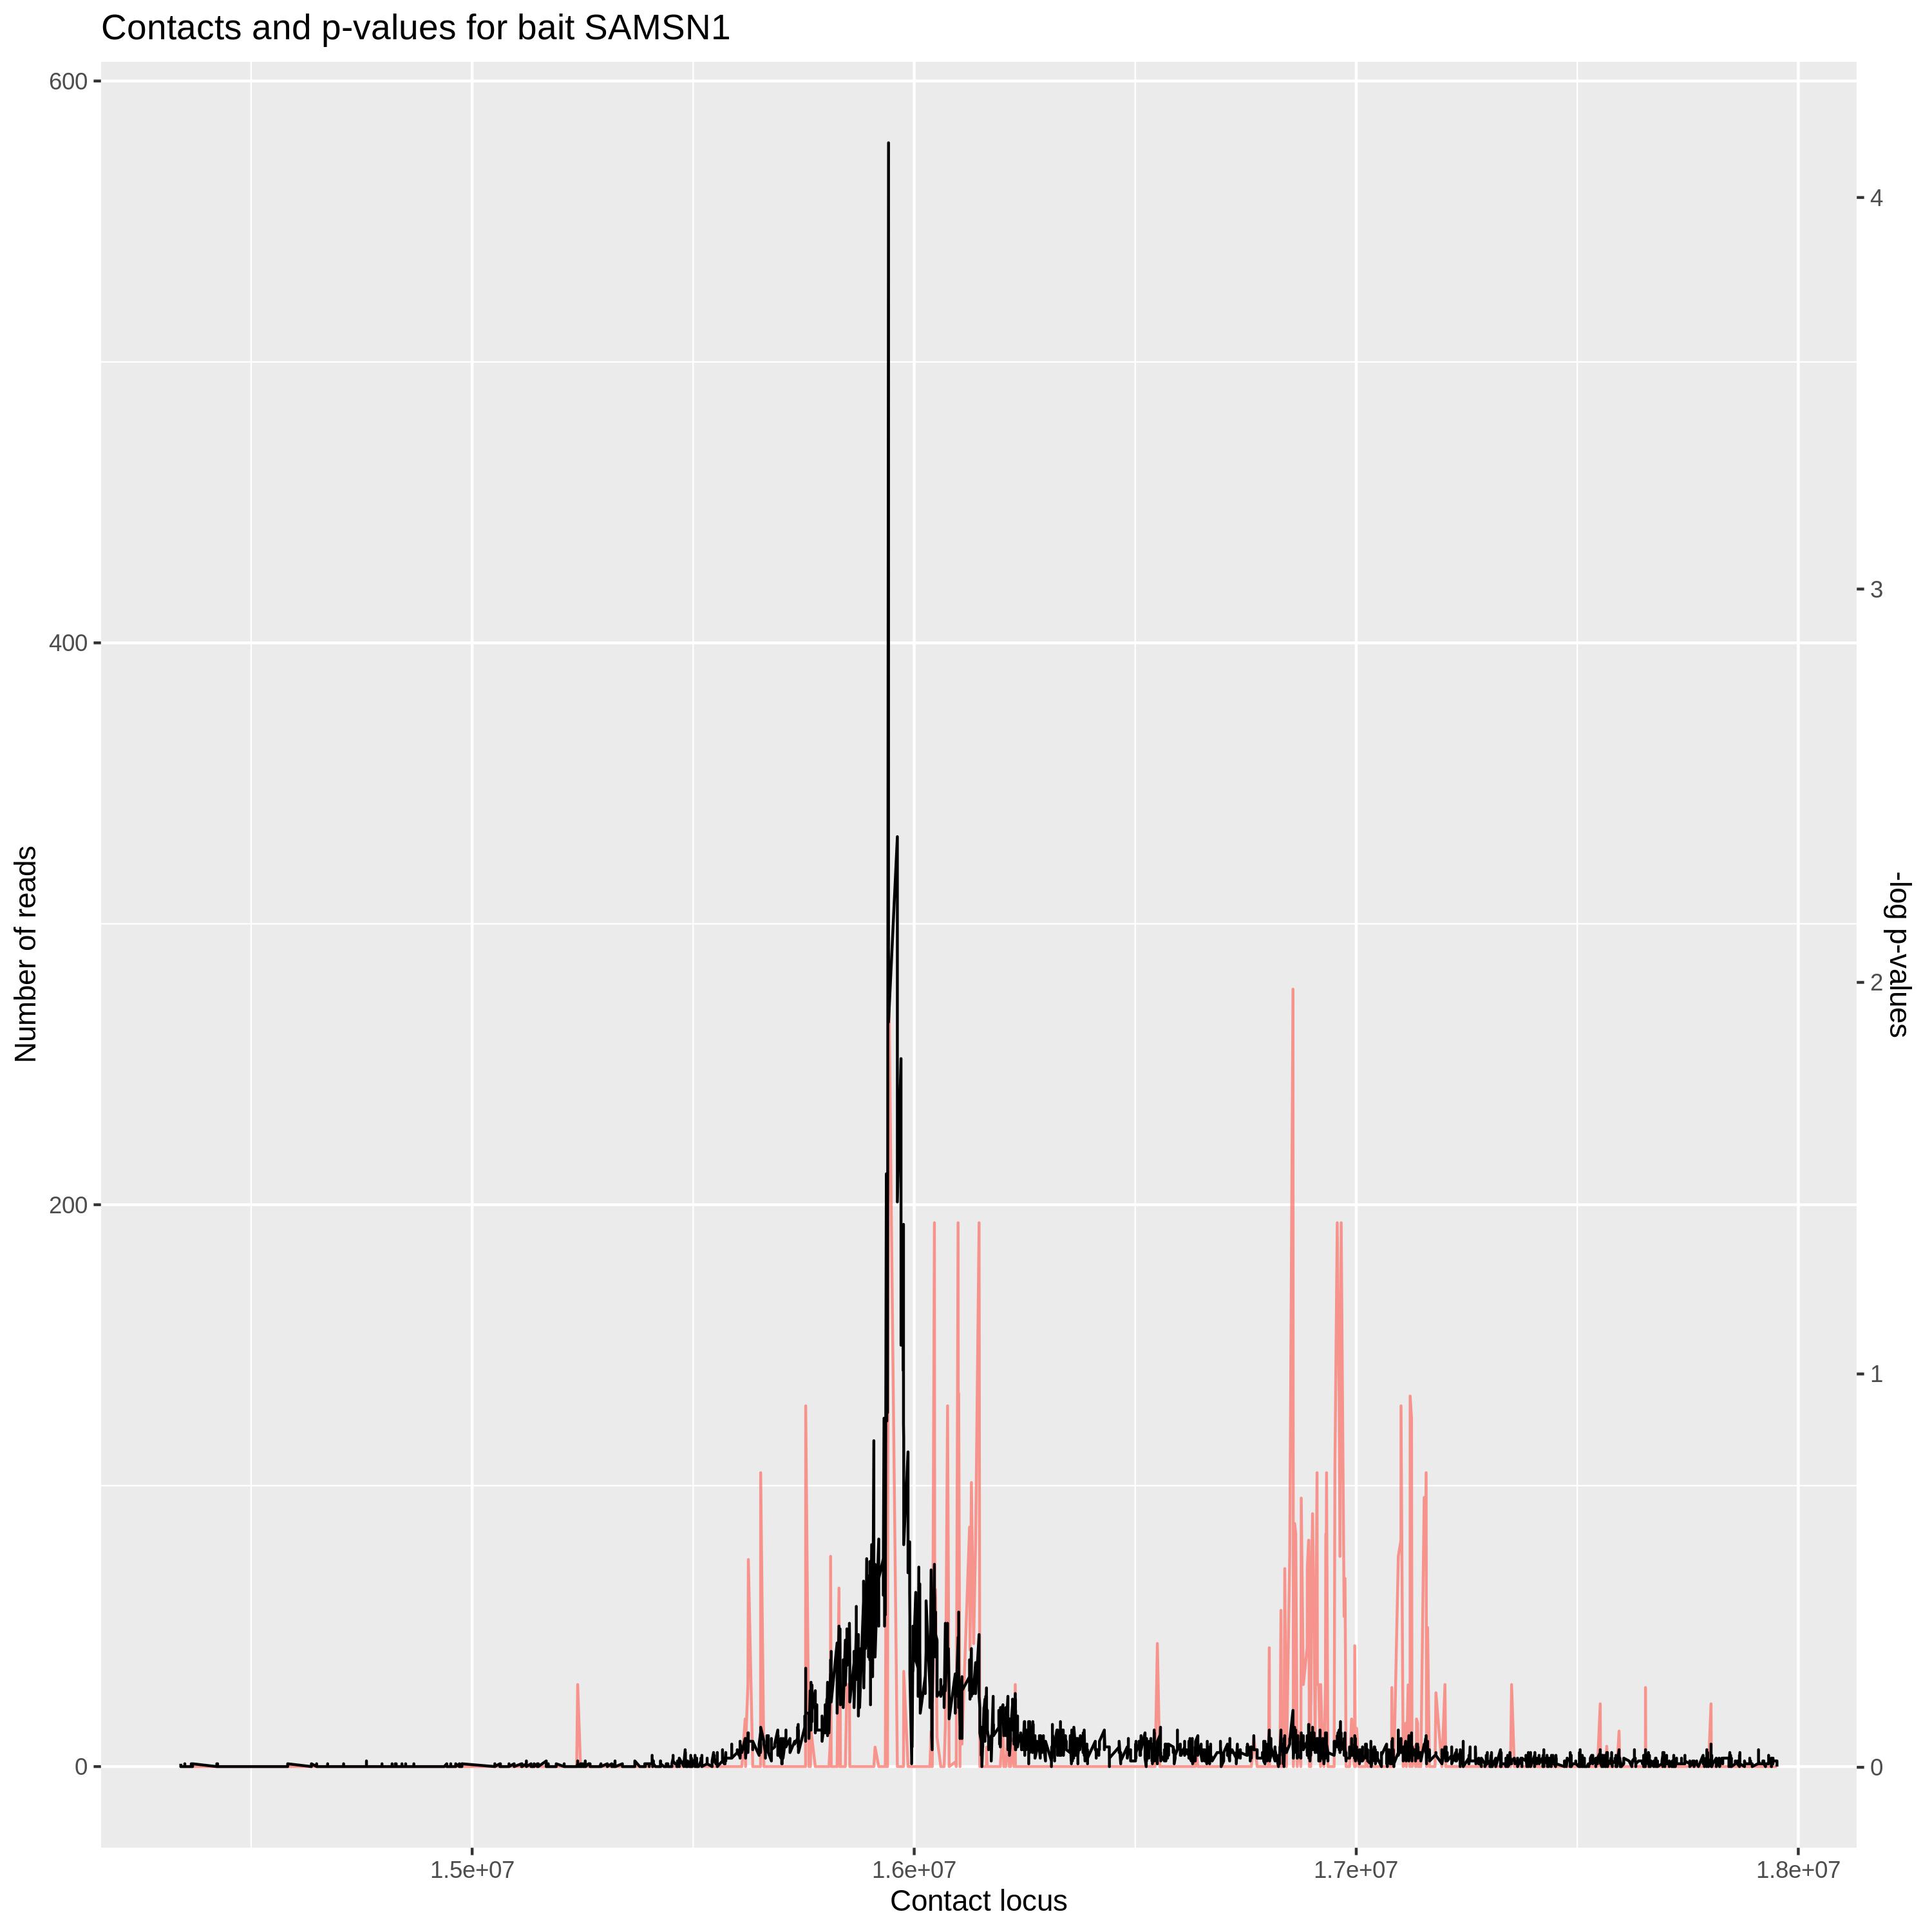 Contacts and p-values for bait SAMSN1
600
400
200
0
Number of reads
4
3
2
1
0
-log p-values
1.5e+07
1.6e+07
1.7e+07
1.8e+07
Contact locus